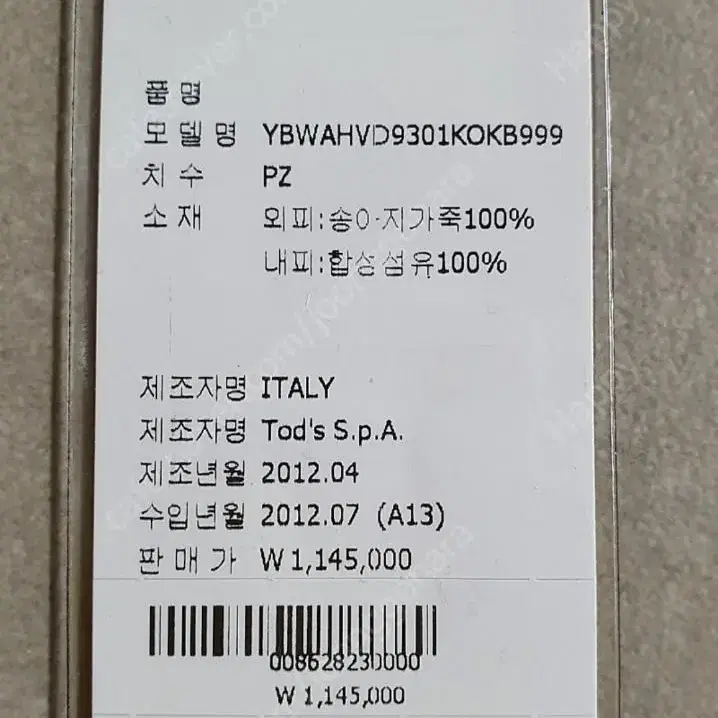 품 명
모 델 명 YBWAHVD9301KOKB999
치 수 PZ
소 재 외피:송아지가죽100%
내피:합성섬유100%
제조자명 ITALY
제조자명 Tod's S.p.A.
제조년월 2012.04
수입년월 2012.07 (A13)
판 매 가 ₩ 1,145,000
008628230000
₩ 1,145,000